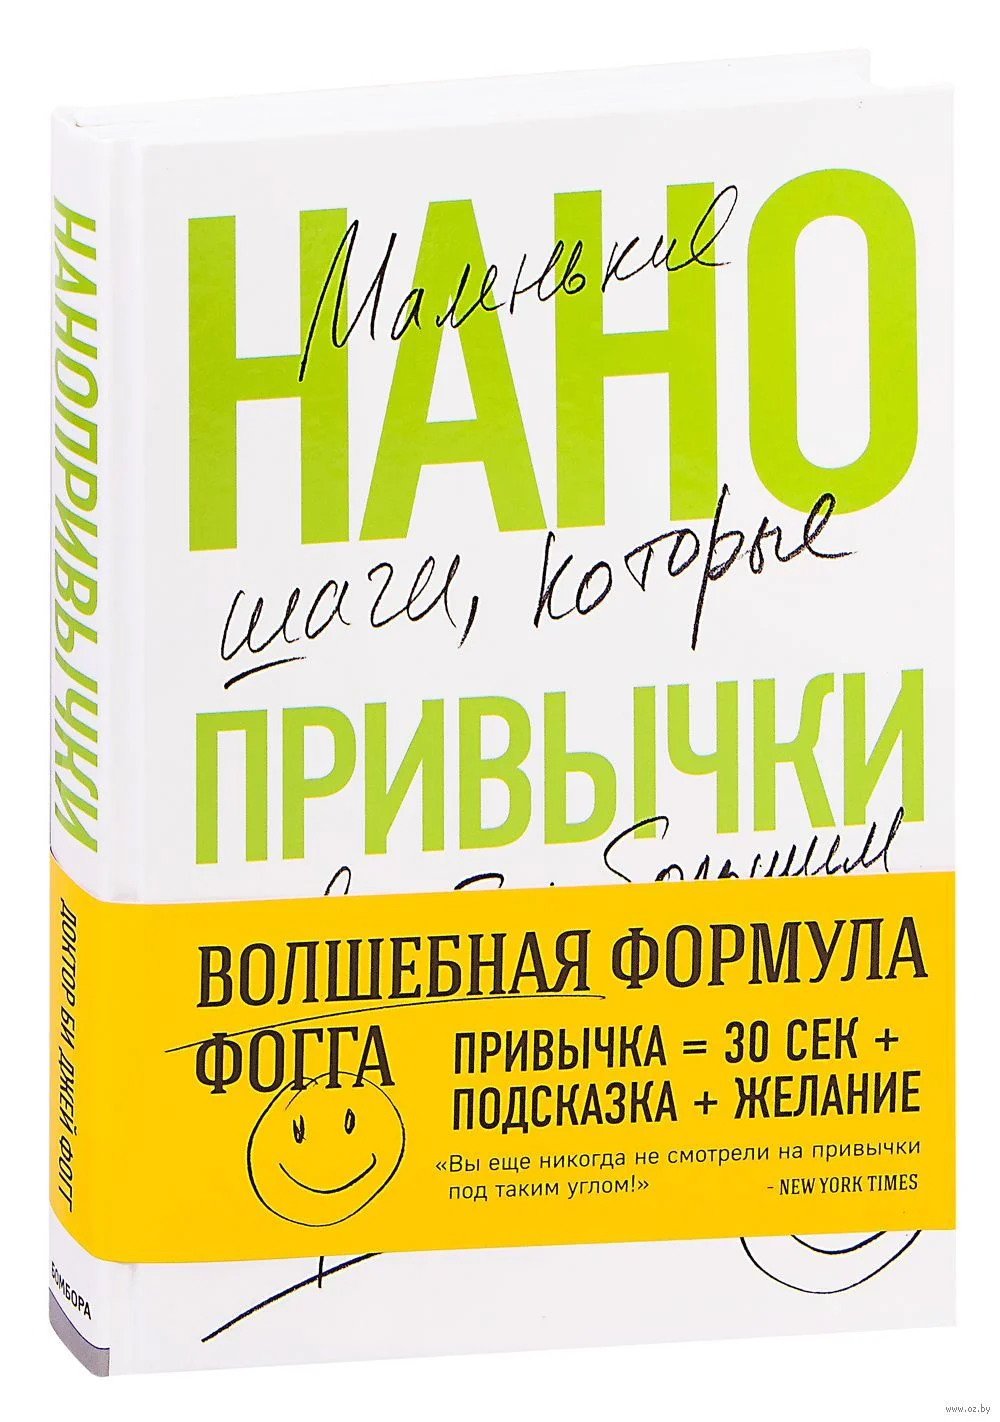 НАНО
Маленькие
шаги, которые
ПРИВЫЧКИ
большим
ВОЛШЕБНАЯ ФОРМУЛА
ФОГГА
ПРИВЫЧКА = 30 СЕК +
ПОДСКАЗКА + ЖЕЛАНИЕ
«Вы еще никогда не смотрели на привычки
под таким углом!»
- NEW YORK TIMES
НАНОПРИВЫЧКИ
ДОКТОР БИ ДЖЕЙ ФОГГ
БОМБОРА
www.oz.by